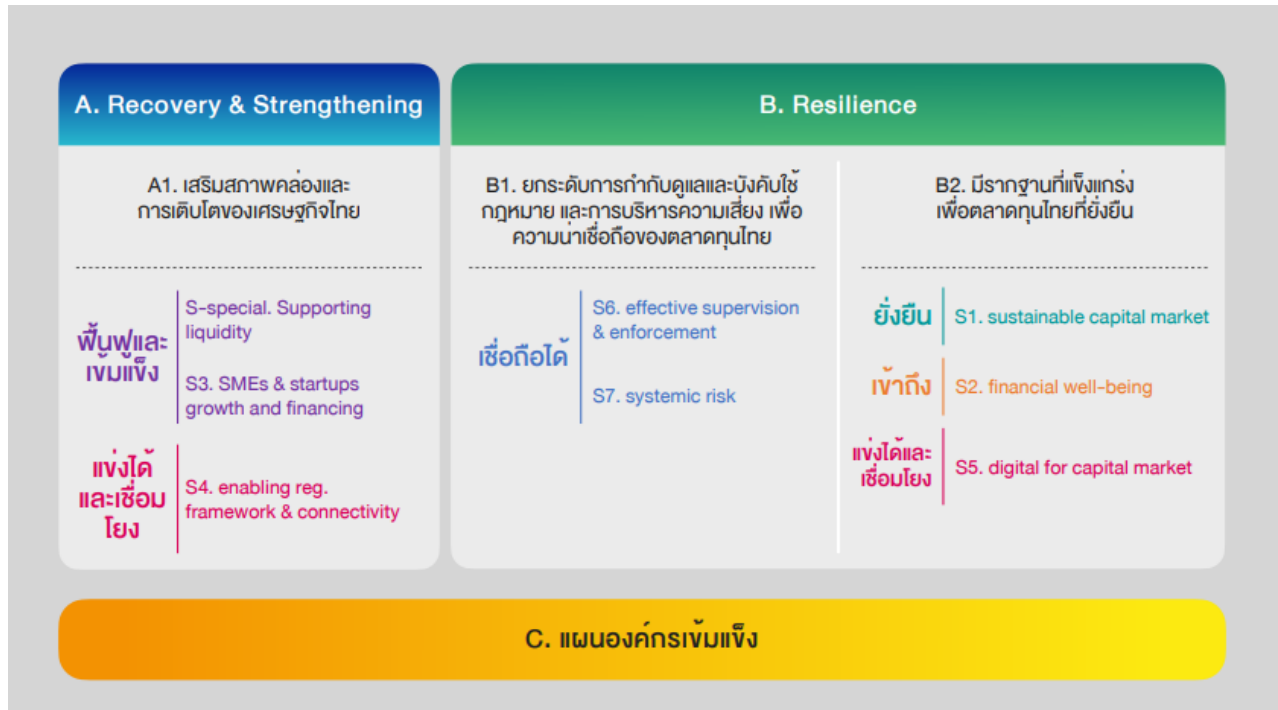 A. Recovery & Strengthening
A1. เสริมสภาพคล่องและ
การเติบโตของเศรษฐกิจไทย
ฟื้นฟูและ
เข้มแข็ง
S-special. Supporting
liquidity
S3. SMEs & startups
growth and financing
แข่งได้
และเชื่อม
โยง
S4. enabling reg.
framework & connectivity
B. Resilience
B1. ยกระดับการกำกับดูแลและบังคับใช้
กฎหมาย และการบริหารความเสี่ยง เพื่อ
ความน่าเชื่อถือของตลาดทุนไทย
เชื่อถือได้
S6. effective supervision
& enforcement
S7. systemic risk
B2. มีรากฐานที่แข็งแกร่ง
เพื่อตลาดทุนไทยที่ยั่งยืน
ยั่งยืน
S1. sustainable capital market
เข้าถึง
S2. financial well-being
แข่งได้และ
เชื่อมโยง
S5. digital for capital market
C. แผนองค์กรเข้มแข็ง